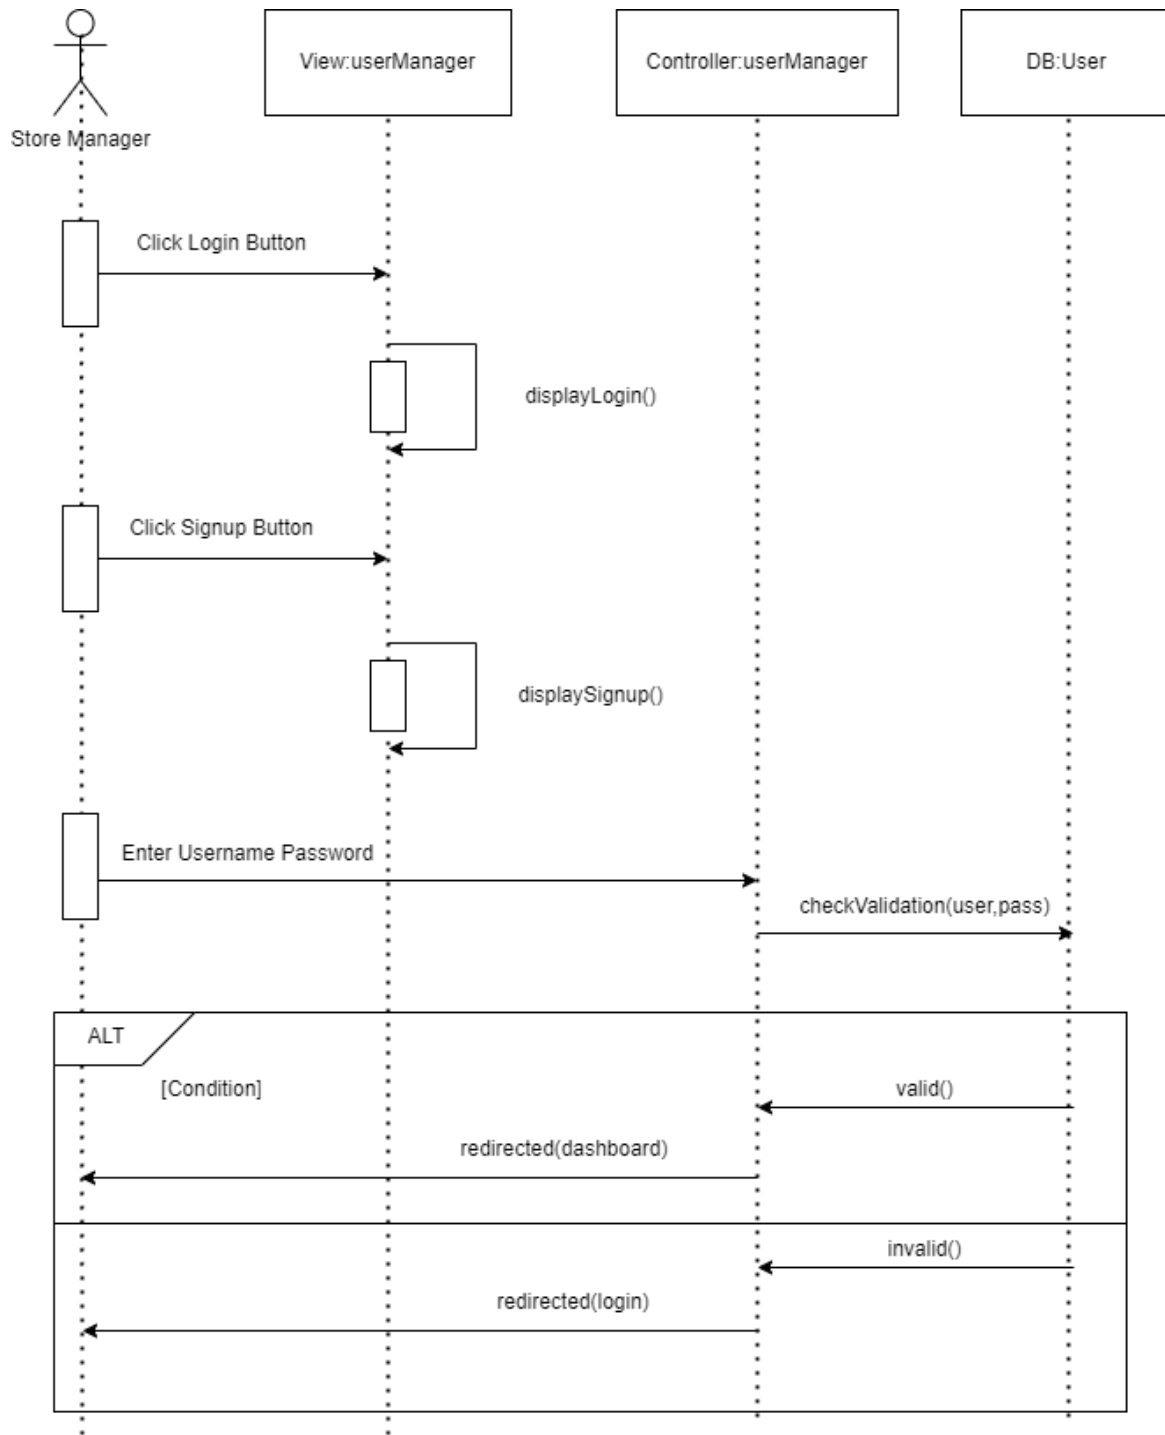 View:userManager
Controller:userManager
DB:User
Store Manager
Click Login Button
displayLogin()
Click Signup Button
displaySignup()
Enter Username Password
checkValidation(user,pass)
ALT
[Condition]
valid()
redirected(dashboard)
invalid()
redirected(login)